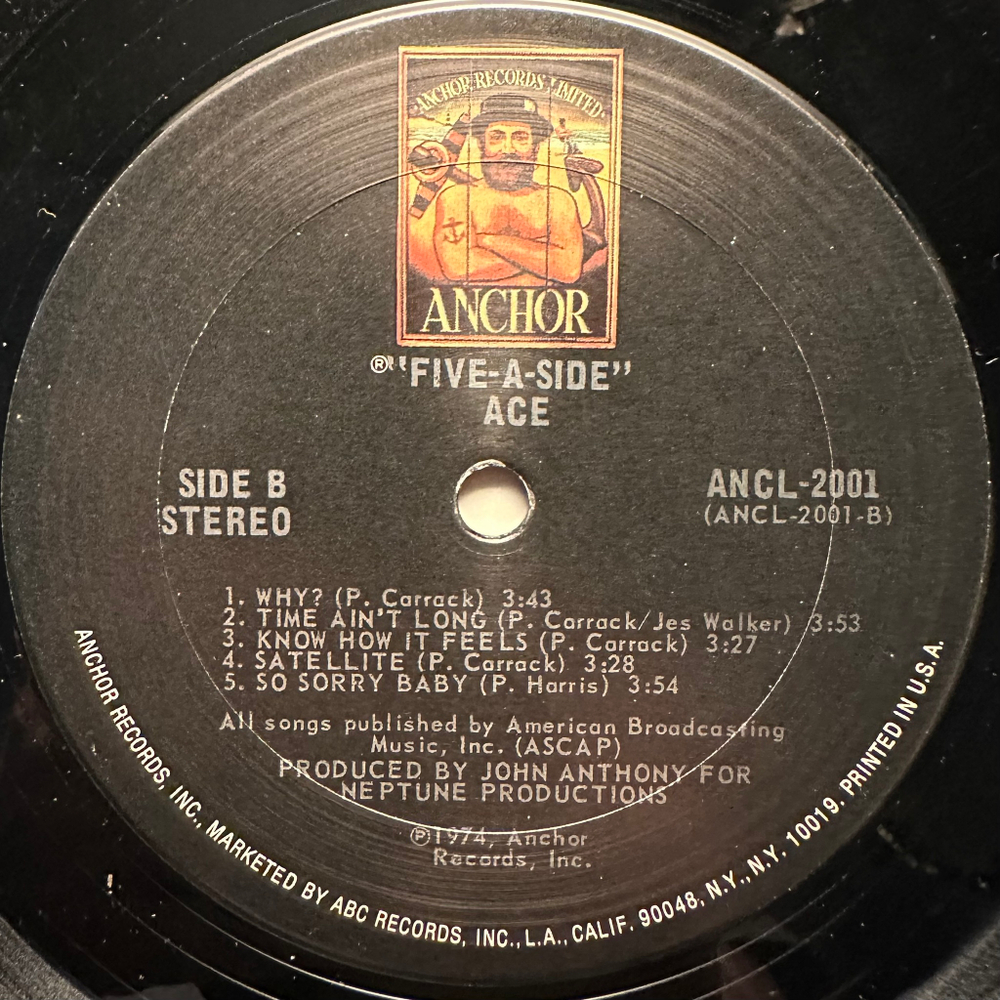 ANCHOR RECORDS LIMITED
ANCHOR
®"FIVE-A-SIDE"
ACE
SIDE B
STEREO
ANCL-2001
(ANCL-2001-B)
1. WHY? (P. Carrack) 3:43
2. TIME AIN'T LONG (P. Carrack/Jes Walker) 3:53
3. KNOW HOW IT FEELS (P. Carrack) 3:27
4. SATELLITE (P. Carrack) 3:28
5. SO SORRY BABY (P. Harris) 3:54
All songs published by American Broadcasting
Music, Inc. (ASCAP)
PRODUCED BY JOHN ANTHONY FOR
NEPTUNE PRODUCTIONS
℗1974, Anchor
Records, Inc.
ANCHOR RECORDS, INC., MARKETED BY ABC RECORDS, INC., L.A., CALIF. 90048, N.Y., N.Y. 10019. PRINTED IN U.S.A.